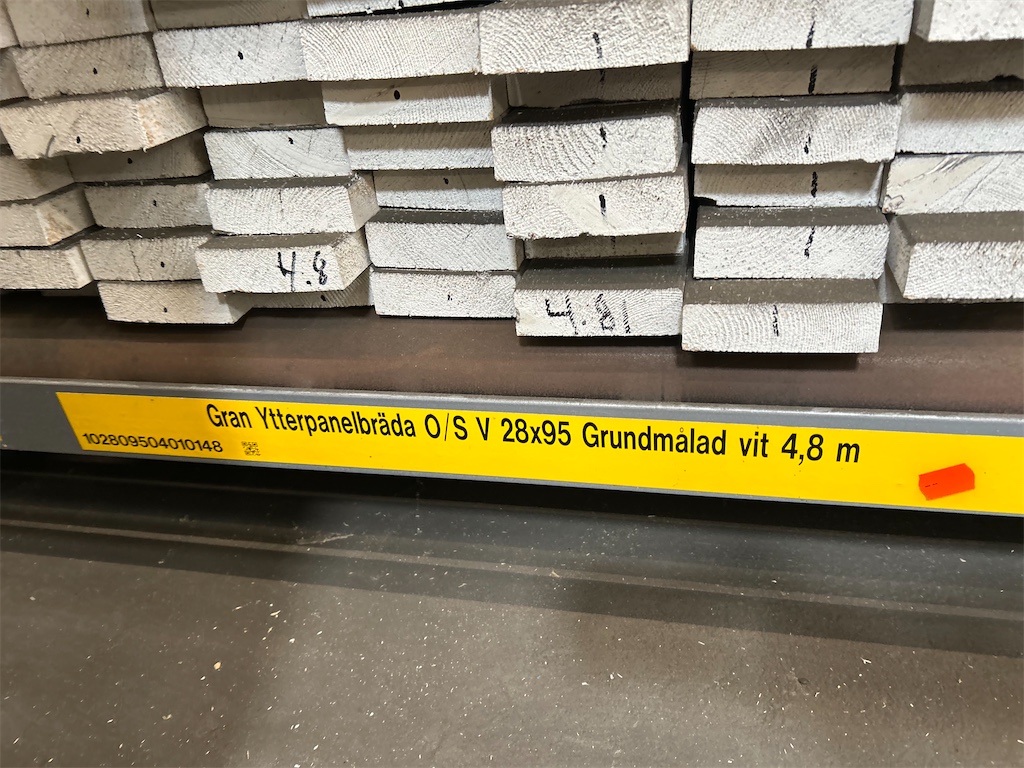 4.8
4.81
Gran Ytterpanelbräda O/S V 28x95 Grundmålad vit 4,8 m
102809504010148